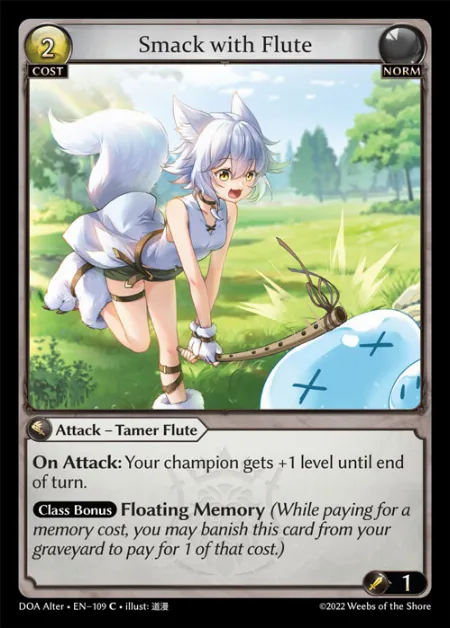 2
Smack with Flute
COST
NORM
Attack – Tamer Flute
On Attack: Your champion gets +1 level until end
of turn.
Class Bonus Floating Memory (While paying for a
memory cost, you may banish this card from your
graveyard to pay for 1 of that cost.)
1
DOA Alter • EN-109 C • illust: 道漫
©2022 Weebs of the Shore